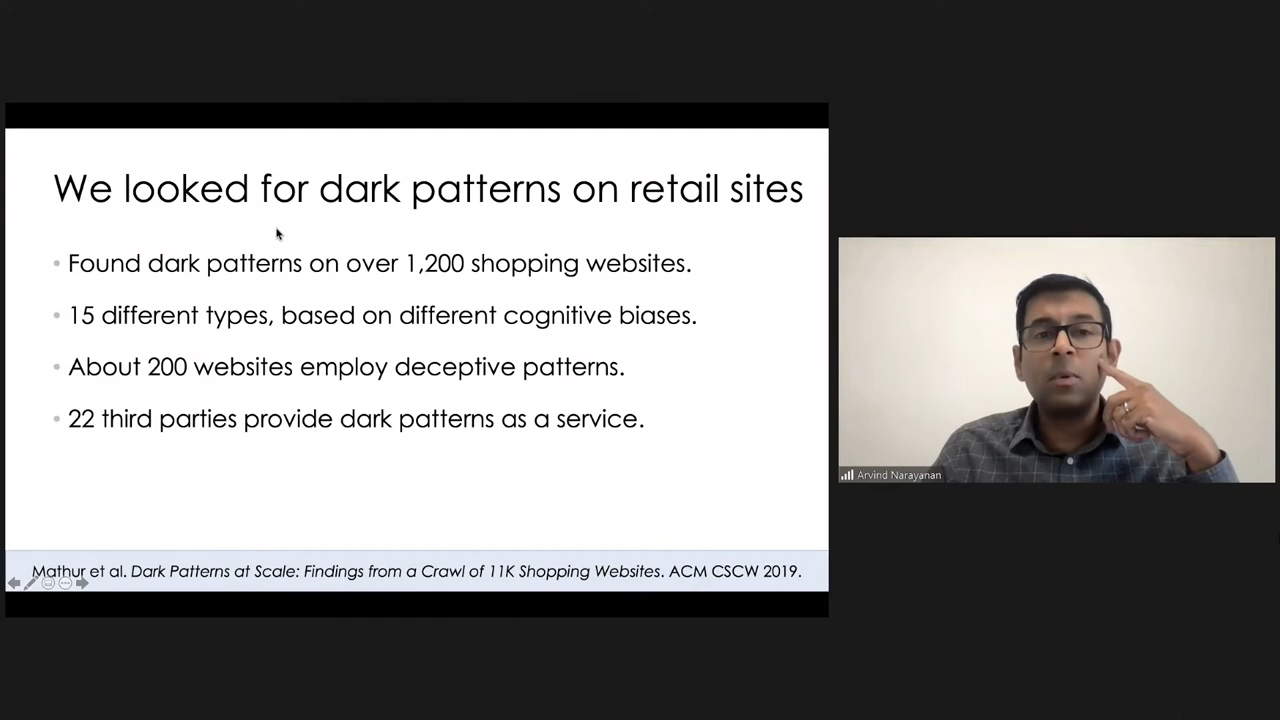 We looked for dark patterns on retail sites
• Found dark patterns on over 1,200 shopping websites.
• 15 different types, based on different cognitive biases.
• About 200 websites employ deceptive patterns.
• 22 third parties provide dark patterns as a service.
Mathur et al. Dark Patterns at Scale: Findings from a Crawl of 11K Shopping Websites. ACM CSCW 2019.
Arvind Narayanan